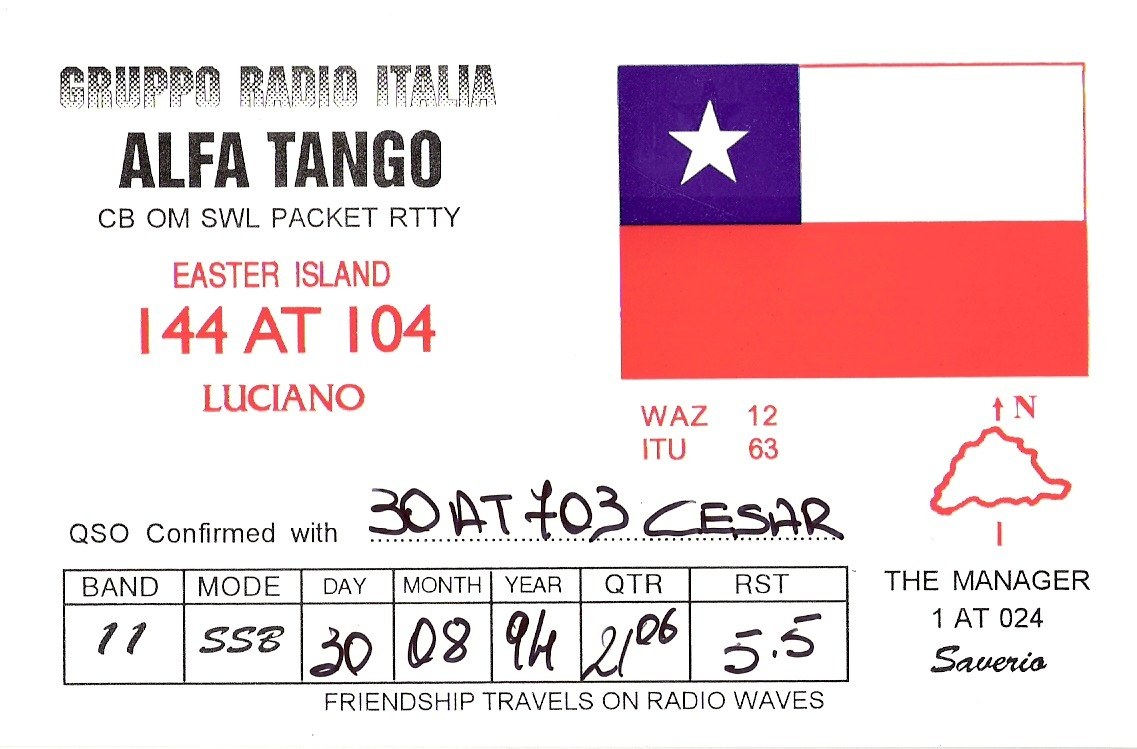 GRUPPO RADIO ITALIA
ALFA TANGO
CB OM SWL PACKET RTTY
EASTER ISLAND
144 AT 104
LUCIANO
WAZ 12
ITU 63
N
QSO Confirmed with 30 AT 703 CESAR
BAND MODE DAY MONTH YEAR QTR RST
11 SSB 30 08 94 21 06 5.5
THE MANAGER
1 AT 024
Saverio
FRIENDSHIP TRAVELS ON RADIO WAVES